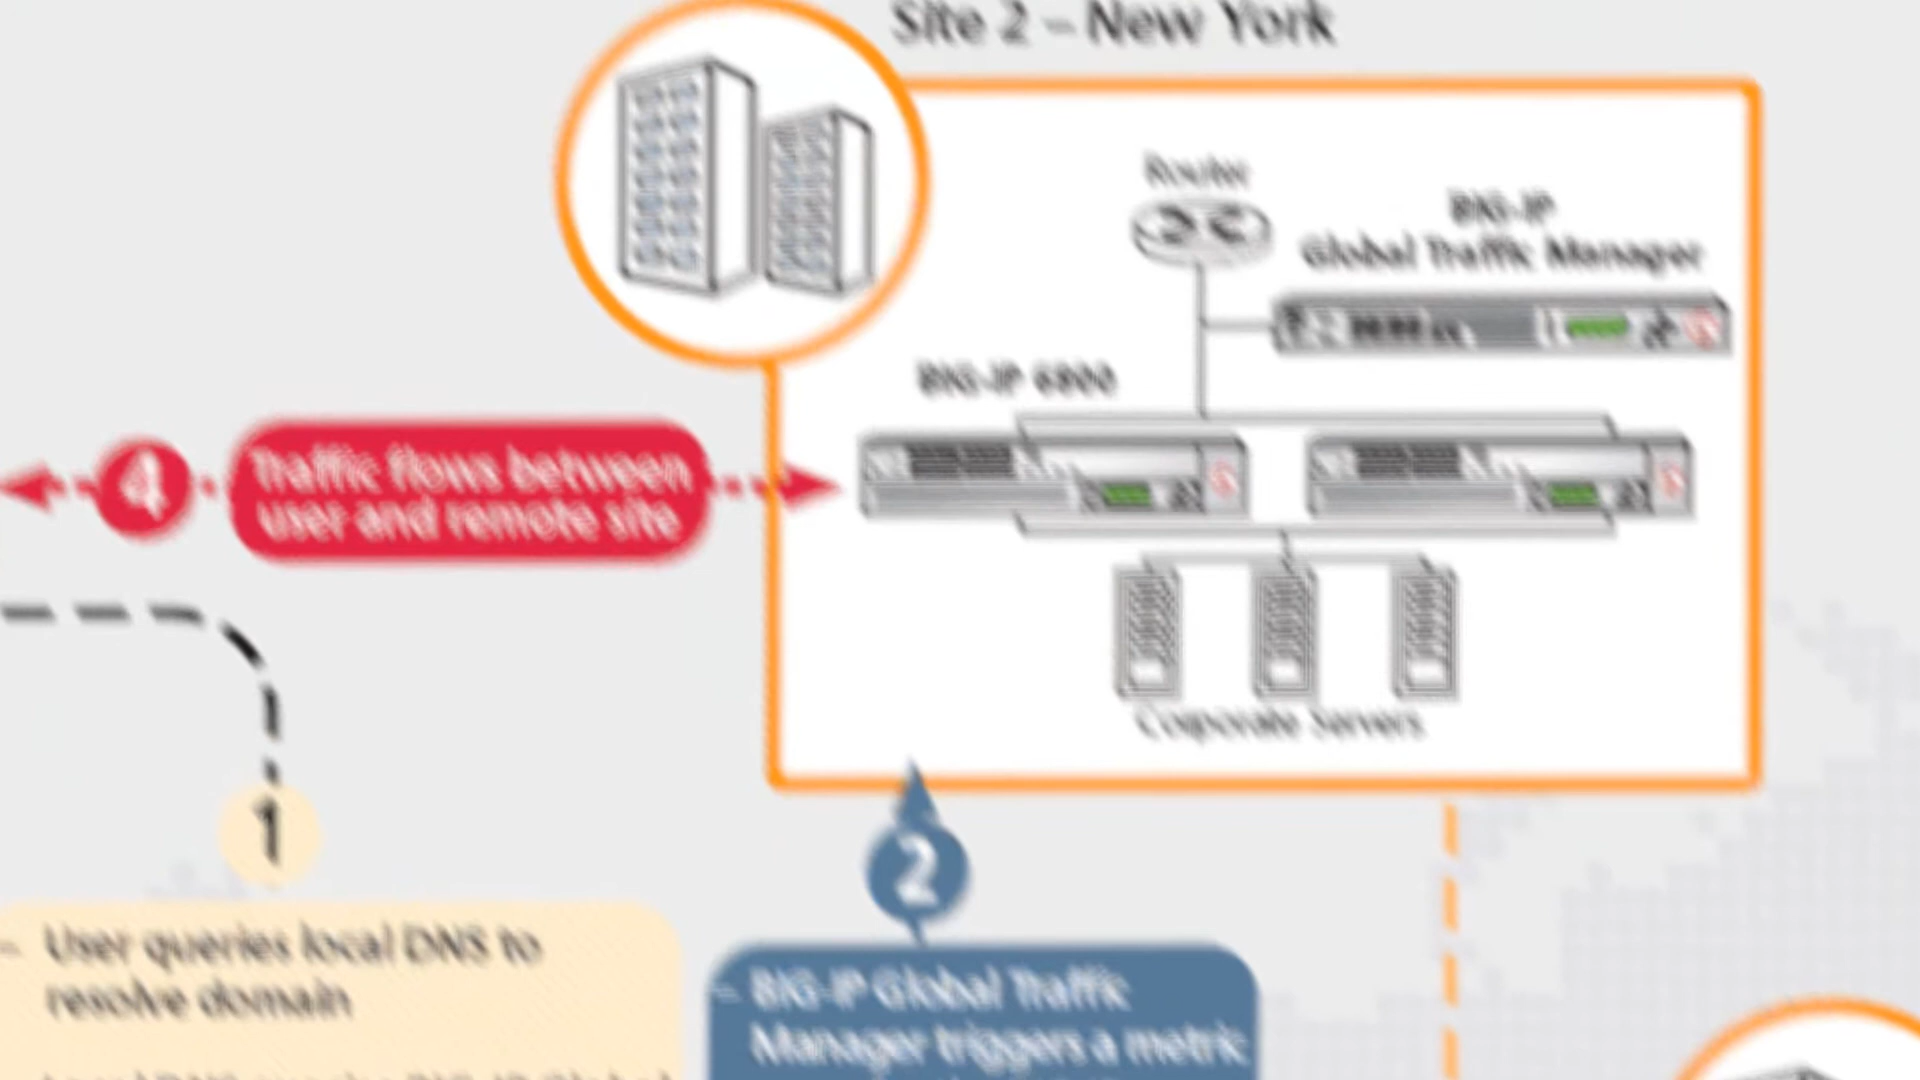 Site 2 – New York
Router
BIG-IP
Global Traffic Manager
BIG-IP 6800
4
Traffic flows between
user and remote site
Corporate Servers
1
2
– User queries local DNS to
resolve domain
– BIG-IP Global Traffic
Manager triggers a metric